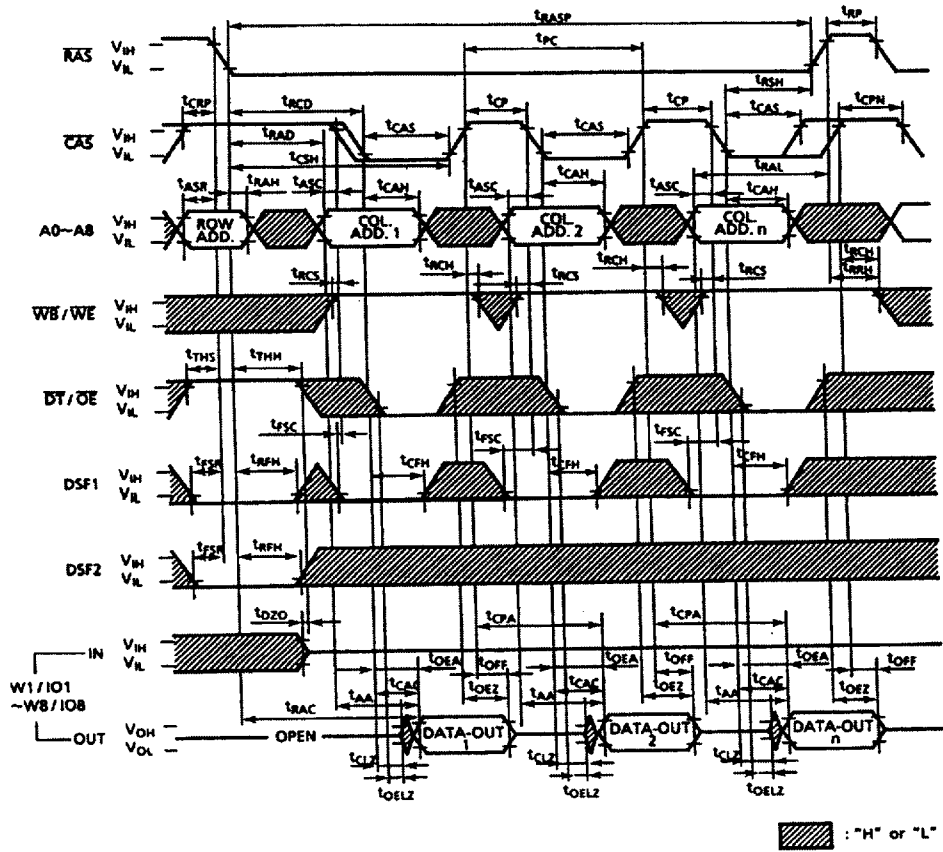 tRASP
tRP
tPC
RAS VIH
VIL
tRSH
tCRP
tRCD
tCP
tCP
tCAS
tCPN
CAS VIH
VIL
tRAD
tCAS
tCAS
tCSH
tRAL
tASR
tRAH
tASC
tCAH
tASC
tCAH
tASC
tCAH
A0~A8 VIH
VIL
ROW ADD.
COL. ADD. 1
COL. ADD. 2
COL. ADD. n
tRCS
tRCH
tRCS
tRCH
tRCS
tRCH
tRRH
WB / WE VIH
VIL
tTHS
tTHH
DT / OE VIH
VIL
tFSC
tFSC
tFSC
tFSR
tRFH
tCFH
tCFH
tCFH
DSF1 VIH
VIL
tFSR
tRFH
DSF2 VIH
VIL
tDZO
tCPA
tCPA
IN VIH
VIL
W1 / IO1
~W8 / IO8
tOEA
tOFF
tOEA
tOFF
tOEA
tOFF
tCAC
tOEZ
tCAC
tOEZ
tCAC
tOEZ
tAA
tAA
tAA
tRAC
OUT VOH
VOL
OPEN
DATA-OUT 1
DATA-OUT 2
DATA-OUT n
tCLZ
tCLZ
tCLZ
tOELZ
tOELZ
tOELZ
: "H" or "L"